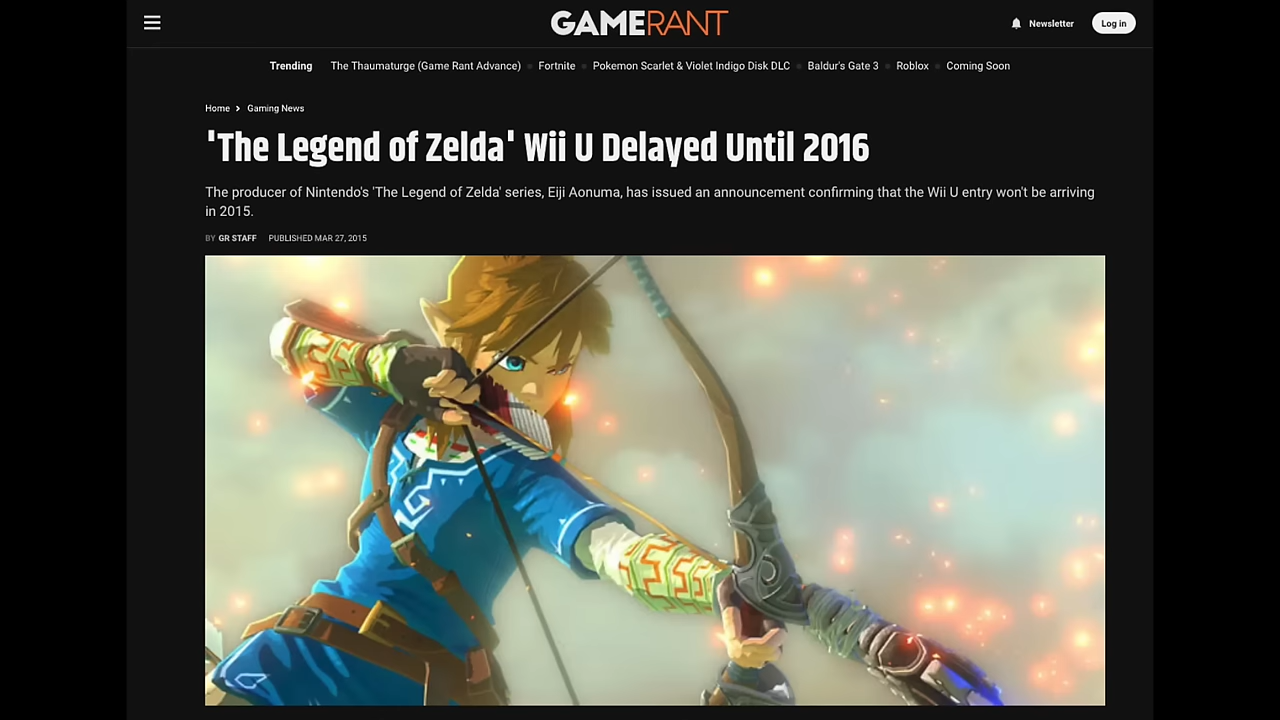 GAMERANT
Newsletter
Log in
Trending The Thaumaturge (Game Rant Advance) Fortnite Pokemon Scarlet & Violet Indigo Disk DLC Baldur's Gate 3 Roblox Coming Soon
Home > Gaming News
'The Legend of Zelda' Wii U Delayed Until 2016
The producer of Nintendo's 'The Legend of Zelda' series, Eiji Aonuma, has issued an announcement confirming that the Wii U entry won't be arriving
in 2015.
BY GR STAFF PUBLISHED MAR 27, 2015